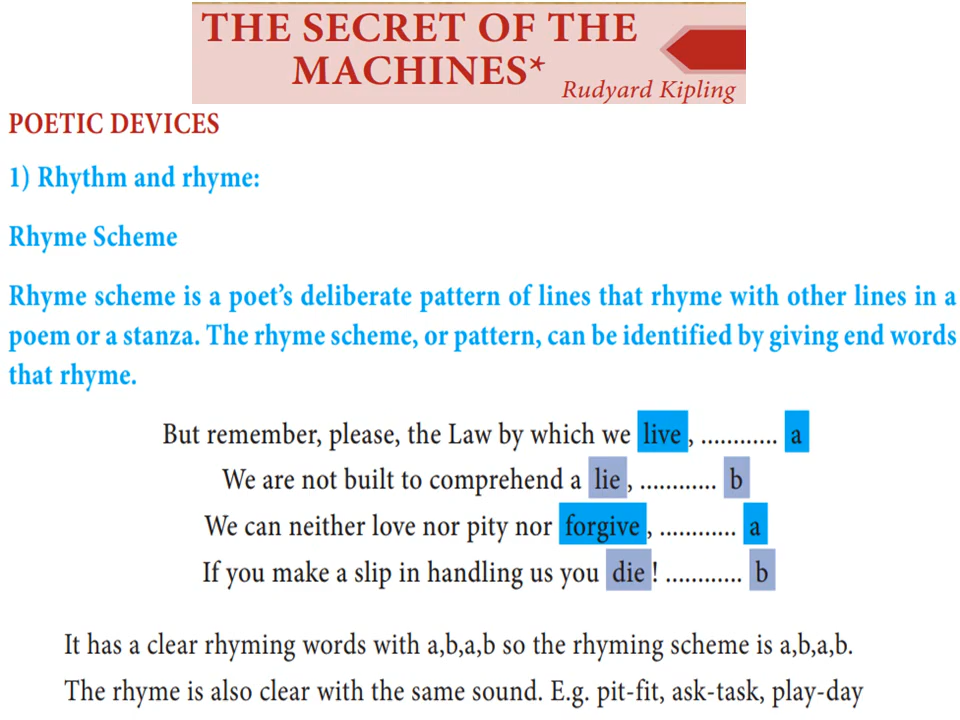 THE SECRET OF THE
MACHINES*
Rudyard Kipling
POETIC DEVICES
1) Rhythm and rhyme:
Rhyme Scheme
Rhyme scheme is a poet’s deliberate pattern of lines that rhyme with other lines in a
poem or a stanza. The rhyme scheme, or pattern, can be identified by giving end words
that rhyme.
But remember, please, the Law by which we live, ............ a
We are not built to comprehend a lie, ............ b
We can neither love nor pity nor forgive, ............ a
If you make a slip in handling us you die! ............ b
It has a clear rhyming words with a,b,a,b so the rhyming scheme is a,b,a,b.
The rhyme is also clear with the same sound. E.g. pit-fit, ask-task, play-day